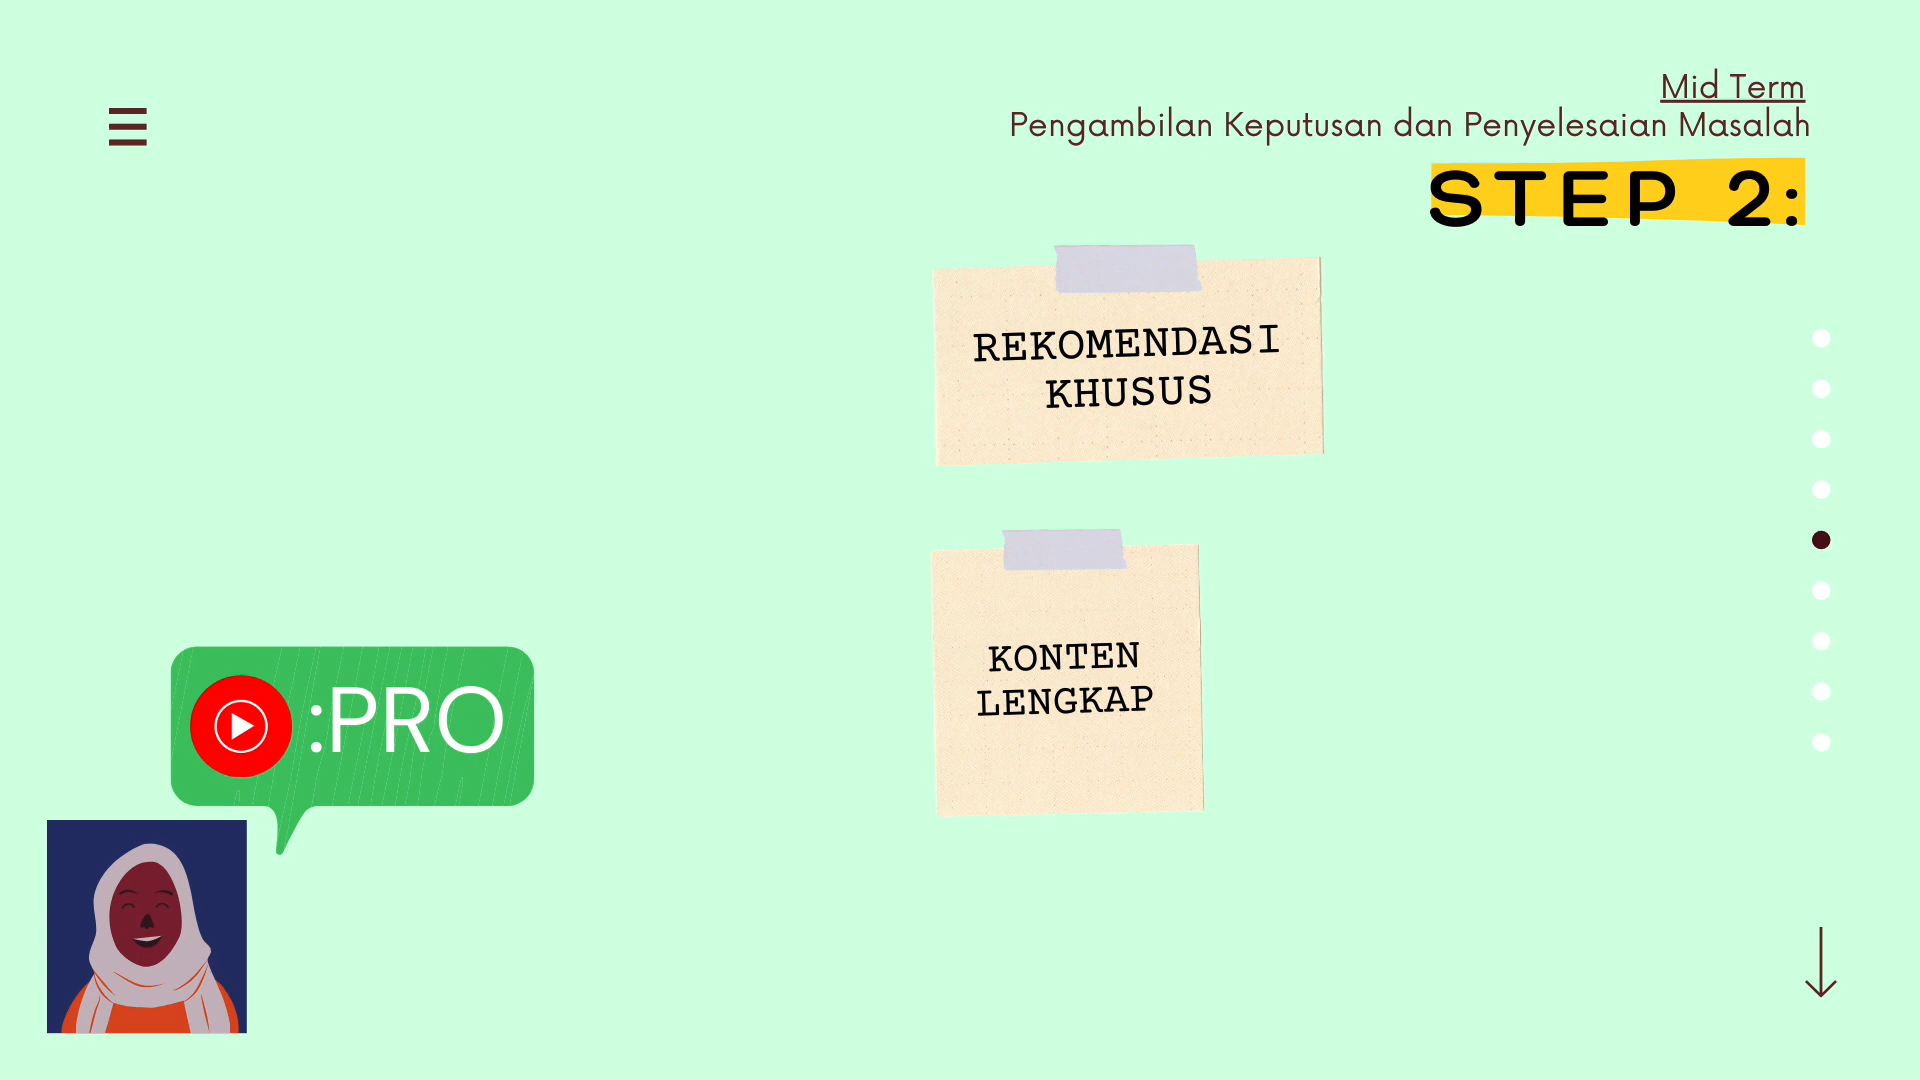 Mid Term
Pengambilan Keputusan dan Penyelesaian Masalah
STEP 2:
REKOMENDASI
KHUSUS
KONTEN
LENGKAP
:PRO